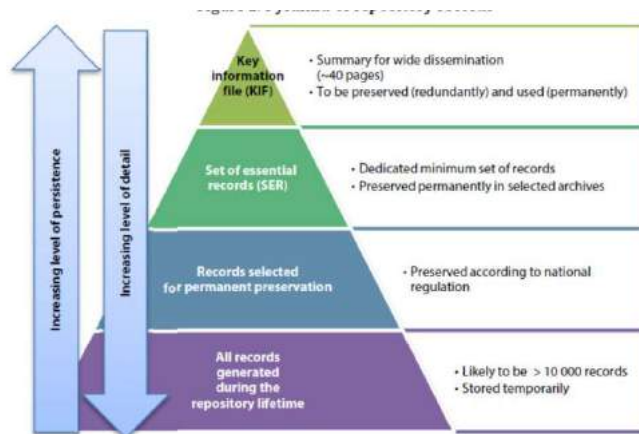 Key
information
file (KIF)
• Summary for wide dissemination
(~40 pages)
• To be preserved (redundantly) and used (permanently)
Set of essential
records (SER)
• Dedicated minimum set of records
• Preserved permanently in selected archives
Records selected
for permanent preservation
• Preserved according to national
regulation
All records
generated
during the
repository lifetime
• Likely to be > 10 000 records
• Stored temporarily
Increasing level of persistence
Increasing level of detail